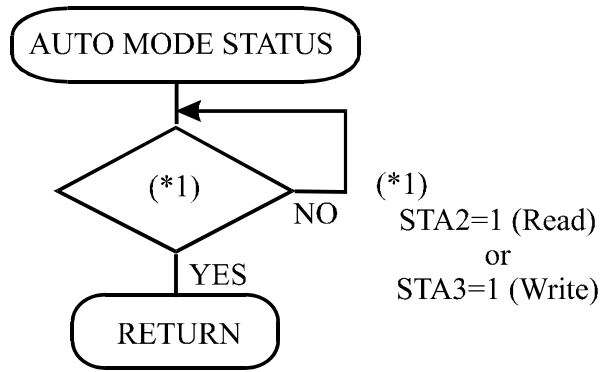 AUTO MODE STATUS
(*1)
NO
YES
RETURN
(*1)
STA2=1 (Read)
or
STA3=1 (Write)